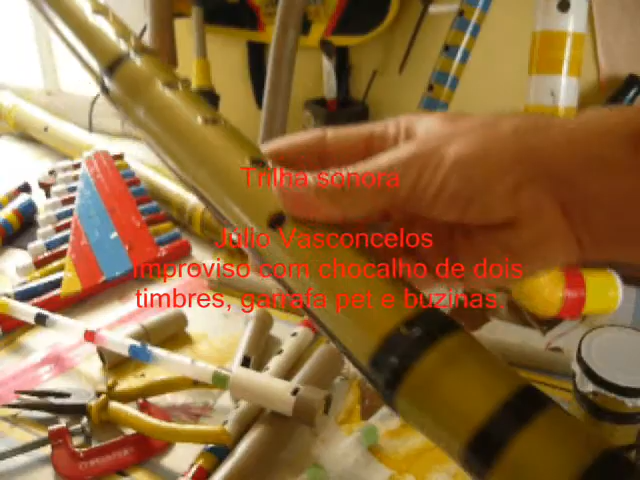 Trilha sonora
Júlio Vasconcelos
Improviso com chocalho de dois
timbres, garrafa pet e buzinas